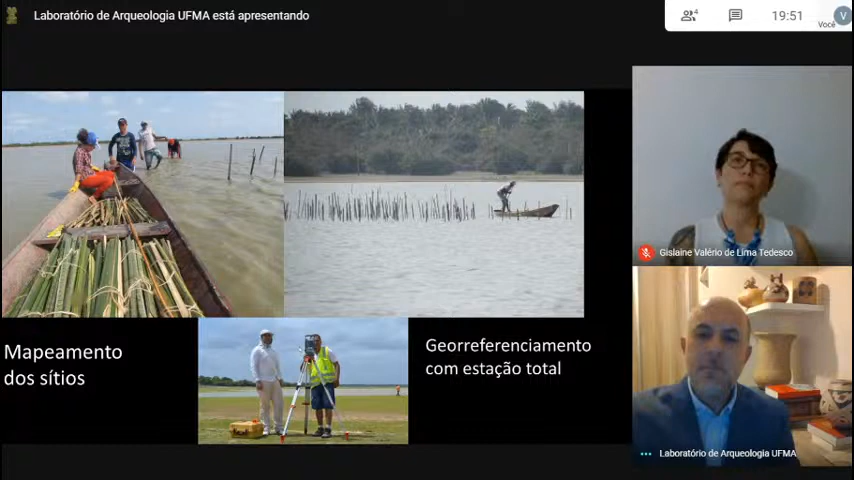 Laboratório de Arqueologia UFMA está apresentando
4
19:51
V
Você
Gislaine Valério de Lima Tedesco
Mapeamento
dos sítios
Georreferenciamento
com estação total
Laboratório de Arqueologia UFMA